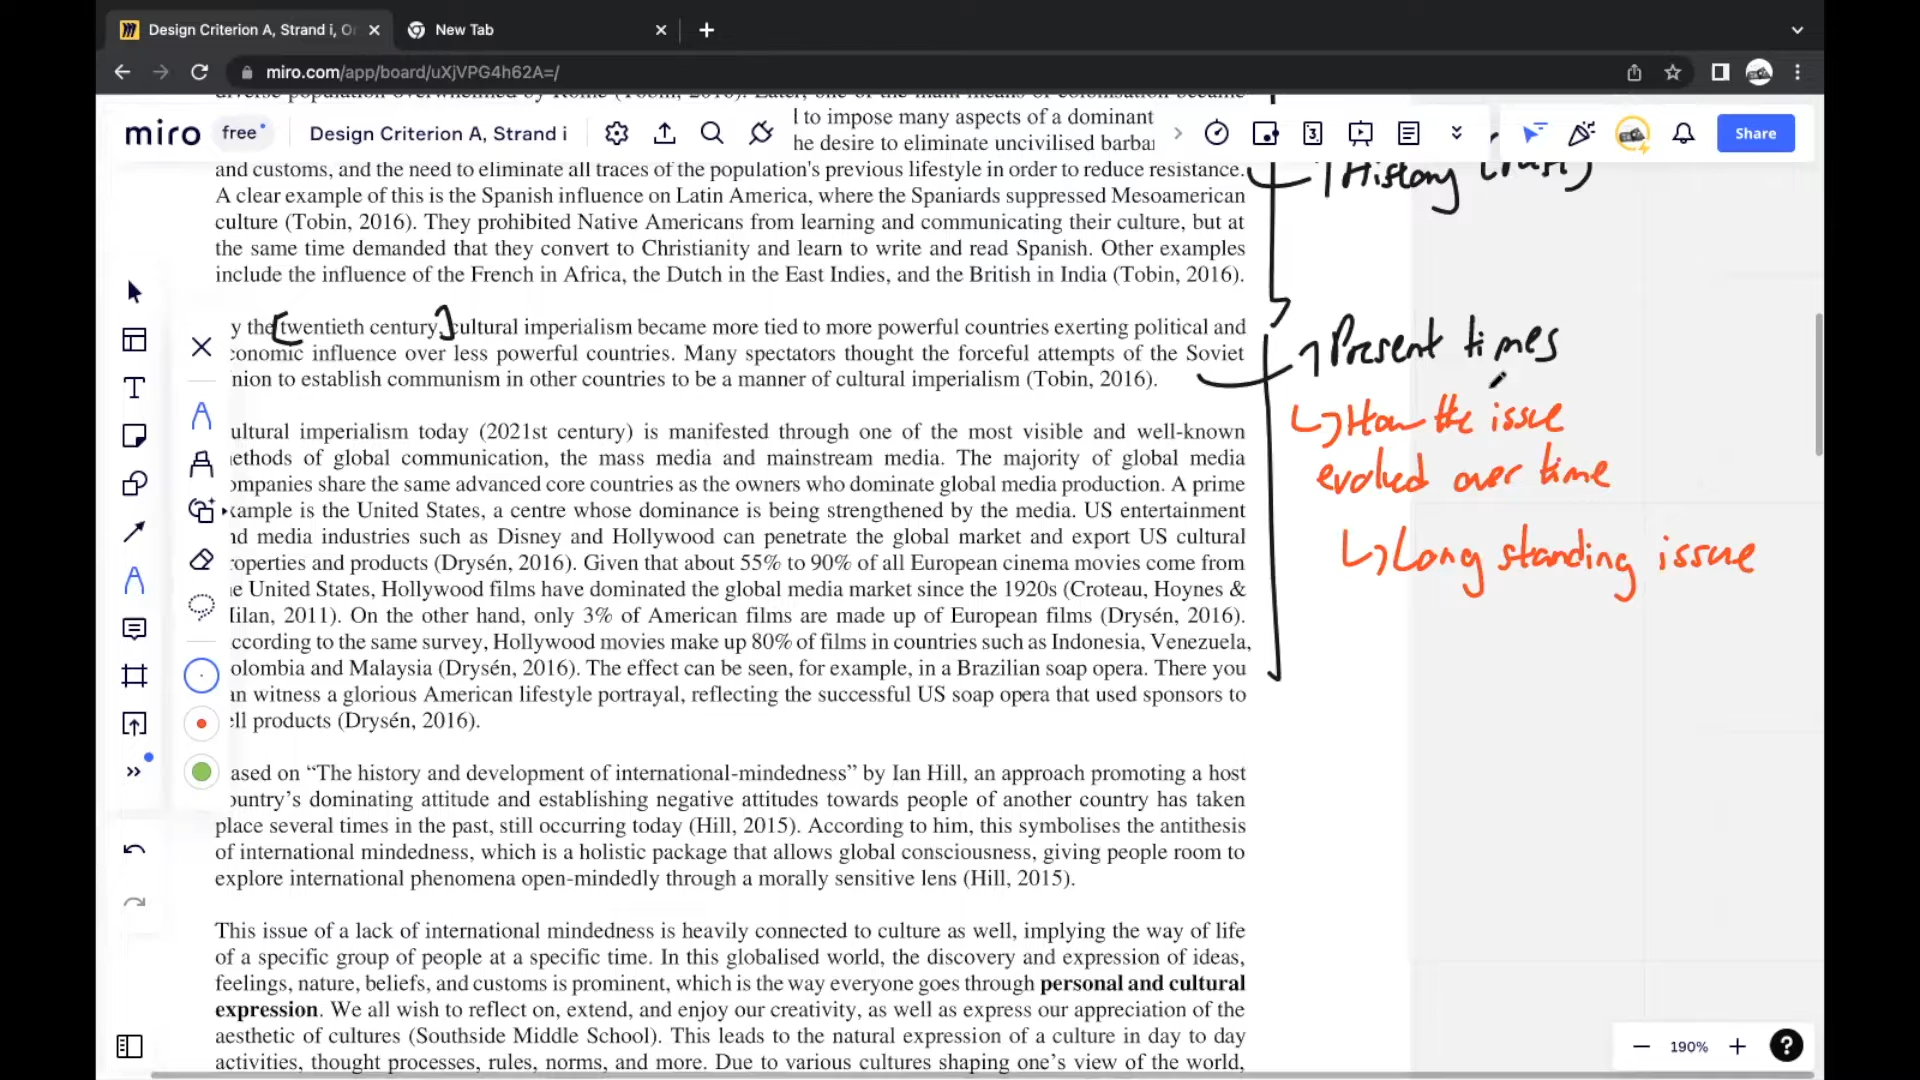 Design Criterion A, Strand i, O
New Tab
miro.com/app/board/uXjVPG4h62A=/
miro
free
Design Criterion A, Strand i
3
Share
l to impose many aspects of a dominant
he desire to eliminate uncivilised barba
and customs, and the need to eliminate all traces of the population's previous lifestyle in order to reduce resistance.
A clear example of this is the Spanish influence on Latin America, where the Spaniards suppressed Mesoamerican
culture (Tobin, 2016). They prohibited Native Americans from learning and communicating their culture, but at
the same time demanded that they convert to Christianity and learn to write and read Spanish. Other examples
include the influence of the French in Africa, the Dutch in the East Indies, and the British in India (Tobin, 2016).
History
y the twentieth century, cultural imperialism became more tied to more powerful countries exerting political and
conomic influence over less powerful countries. Many spectators thought the forceful attempts of the Soviet
nion to establish communism in other countries to be a manner of cultural imperialism (Tobin, 2016).
Present times
How the issue
evolved over time
Long standing issue
ultural imperialism today (2021st century) is manifested through one of the most visible and well-known
ethods of global communication, the mass media and mainstream media. The majority of global media
ompanies share the same advanced core countries as the owners who dominate global media production. A prime
xample is the United States, a centre whose dominance is being strengthened by the media. US entertainment
nd media industries such as Disney and Hollywood can penetrate the global market and export US cultural
roperties and products (Drysén, 2016). Given that about 55% to 90% of all European cinema movies come from
e United States, Hollywood films have dominated the global media market since the 1920s (Croteau, Hoynes &
ilan, 2011). On the other hand, only 3% of American films are made up of European films (Drysén, 2016).
ccording to the same survey, Hollywood movies make up 80% of films in countries such as Indonesia, Venezuela,
olombia and Malaysia (Drysén, 2016). The effect can be seen, for example, in a Brazilian soap opera. There you
an witness a glorious American lifestyle portrayal, reflecting the successful US soap opera that used sponsors to
ell products (Drysén, 2016).
ased on “The history and development of international-mindedness” by Ian Hill, an approach promoting a host
ountry’s dominating attitude and establishing negative attitudes towards people of another country has taken
place several times in the past, still occurring today (Hill, 2015). According to him, this symbolises the antithesis
of international mindedness, which is a holistic package that allows global consciousness, giving people room to
explore international phenomena open-mindedly through a morally sensitive lens (Hill, 2015).
This issue of a lack of international mindedness is heavily connected to culture as well, implying the way of life
of a specific group of people at a specific time. In this globalised world, the discovery and expression of ideas,
feelings, nature, beliefs, and customs is prominent, which is the way everyone goes through personal and cultural
expression. We all wish to reflect on, extend, and enjoy our creativity, as well as express our appreciation of the
aesthetic of cultures (Southside Middle School). This leads to the natural expression of a culture in day to day
activities, thought processes, rules, norms, and more. Due to various cultures shaping one’s view of the world,
190%